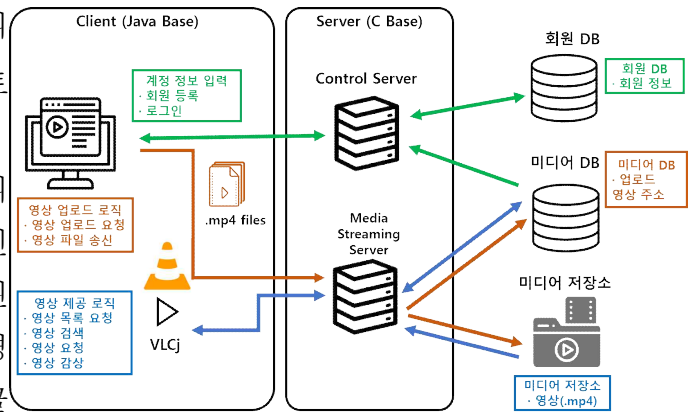 Client (Java Base)
Server (C Base)
회원 DB
계정 정보 입력
· 회원 등록
· 로그인
Control Server
회원 DB
· 회원 정보
미디어 DB
.mp4 files
미디어 DB
· 업로드
영상 주소
영상 업로드 로직
· 영상 업로드 요청
· 영상 파일 송신
Media
Streaming
Server
미디어 저장소
영상 제공 로직
· 영상 목록 요청
· 영상 검색
· 영상 요청
· 영상 감상
VLCj
미디어 저장소
· 영상(.mp4)